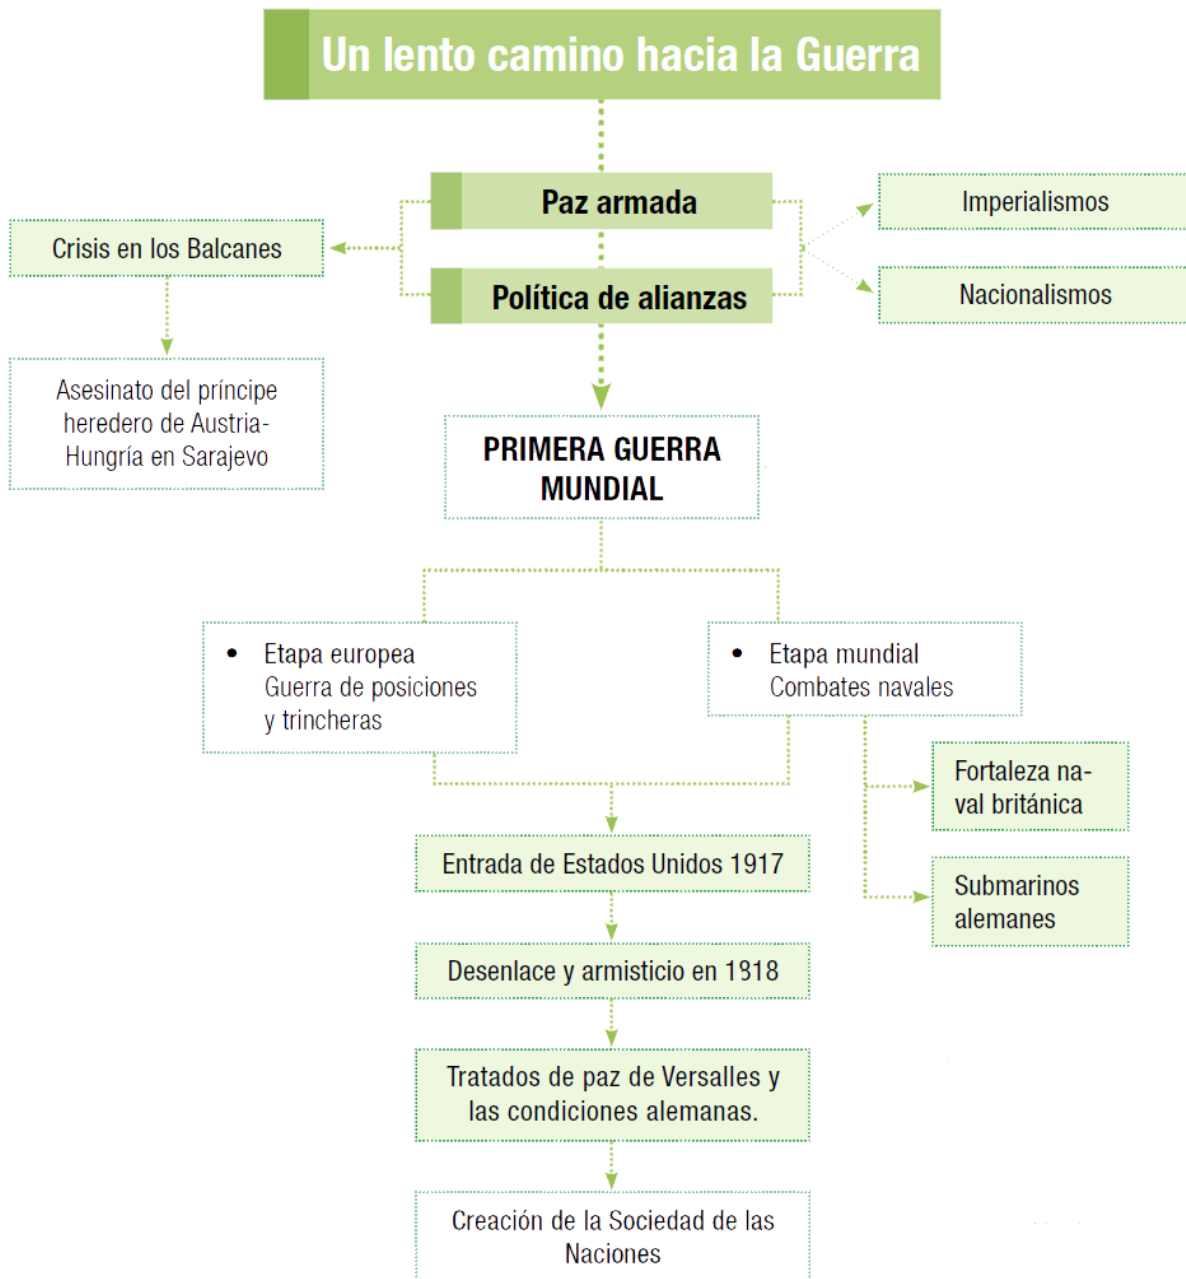 Un lento camino hacia la Guerra
Paz armada
Política de alianzas
Imperialismos
Nacionalismos
Crisis en los Balcanes
Asesinato del príncipe
heredero de Austria-
Hungría en Sarajevo
PRIMERA GUERRA
MUNDIAL
• Etapa europea
Guerra de posiciones
y trincheras
• Etapa mundial
Combates navales
Fortaleza na-
val británica
Submarinos
alemanes
Entrada de Estados Unidos 1917
Desenlace y armisticio en 1818
Tratados de paz de Versalles y
las condiciones alemanas.
Creación de la Sociedad de las
Naciones